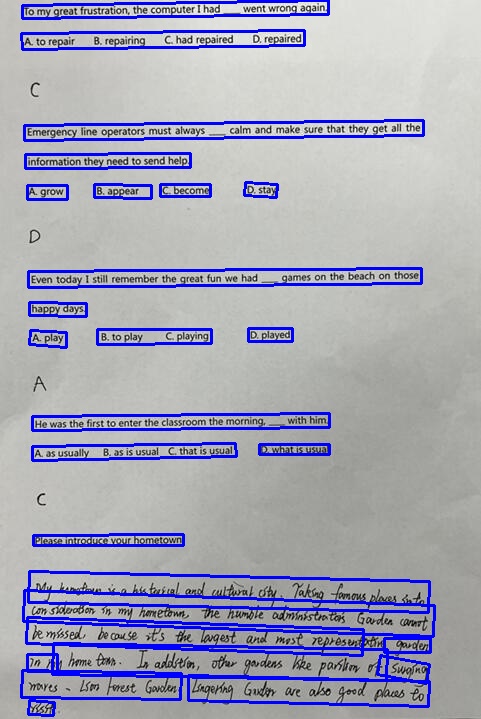 To my great frustration, the computer I had ___ went wrong again.
A. to repair B. repairing C. had repaired D. repaired
C
Emergency line operators must always ___ calm and make sure that they get all the
information they need to send help.
A. grow B. appear C. become D. stay
D
Even today I still remember the great fun we had ___ games on the beach on those
happy days.
A. play B. to play C. playing D. played
A
He was the first to enter the classroom the morning, ___ with him.
A. as usually B. as is usual C. that is usual D. what is usual
C
Please introduce your hometown
My hometown is a historical and cultural city. Taking famous places into
consideration in my hometown, the humble administrator's Garden cannot
be missed, because it's the largest and most representative garden
in my home town. In addition, other gardens like pavilion of surging
waves - Lion Forest Garden Lingering Garden are also good places to
visit.